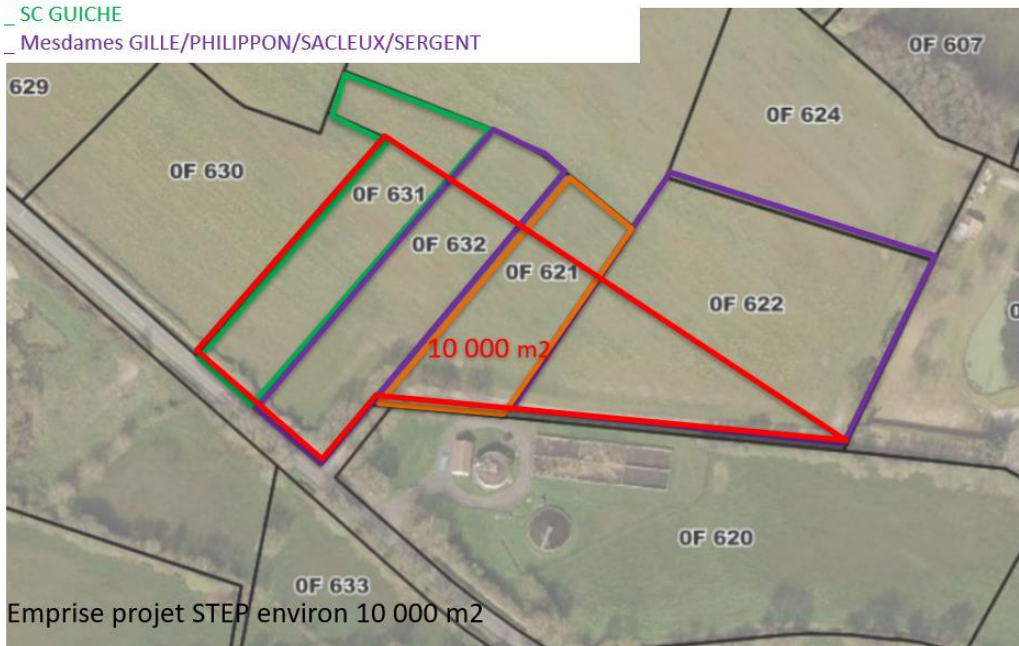 _ SC GUICHE
_ Mesdames GILLE/PHILIPPON/SACLEUX/SERGENT
0F 607
629
0F 624
0F 630
0F 631
0F 632
0F 621
0F 622
0
10 000 m2
0F 620
0F 633
Emprise projet STEP environ 10 000 m2